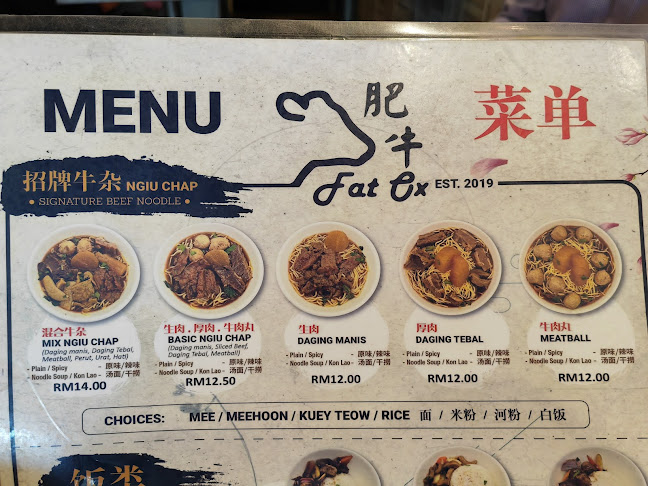 MENU
肥牛
菜单
Fat Ox EST. 2019
招牌牛杂 NGIU CHAP
• SIGNATURE BEEF NOODLE •
混合牛杂
MIX NGIU CHAP
(Daging manis, Daging Tebal,
Meatball, Perut, Urat, Hati)
- Plain / Spicy - 原味/辣味
- Noodle Soup / Kon Lao - 汤面/干捞
RM14.00
牛肉 . 厚肉 . 牛肉丸
BASIC NGIU CHAP
(Daging manis, Sliced Beef,
Daging Tebal, Meatball)
- Plain / Spicy - 原味/辣味
- Noodle Soup / Kon Lao - 汤面/干捞
RM12.50
牛肉
DAGING MANIS
- Plain / Spicy - 原味/辣味
- Noodle Soup / Kon Lao - 汤面/干捞
RM12.00
厚肉
DAGING TEBAL
- Plain / Spicy - 原味/辣味
- Noodle Soup / Kon Lao - 汤面/干捞
RM12.00
牛肉丸
MEATBALL
- Plain / Spicy - 原味/辣味
- Noodle Soup / Kon Lao - 汤面/干捞
RM12.00
CHOICES: MEE / MEEHOON / KUEY TEOW / RICE 面 / 米粉 / 河粉 / 白饭
饭类